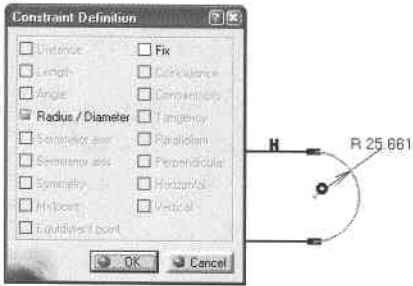 Constraint Definition
Distance
Fix
Length
Coincidence
Angle
Concentricity
Radius / Diameter
Tangency
Semimajor axis
Parallelism
Semiminor axis
Perpendicular
Symmetry
Horizontal
Midpoint
Vertical
Equidistant point
OK
Cancel
H
R 25.661